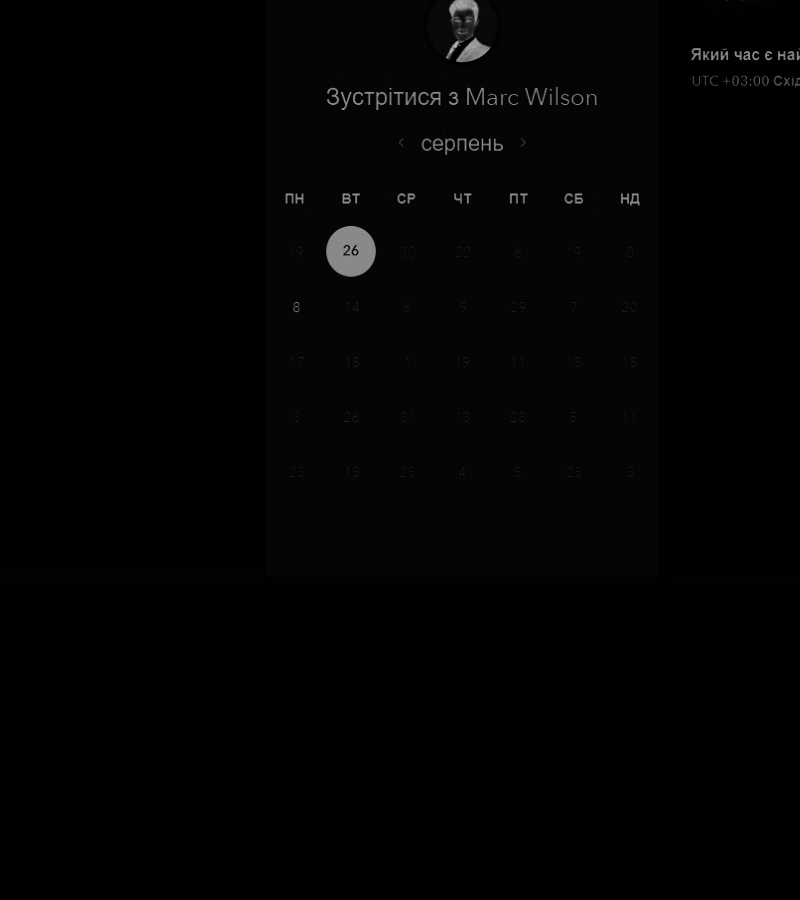 Зустрітися з Marc Wilson
серпень
ПН ВТ СР ЧТ ПТ СБ НД
19 26 30 22 6 19 8
8 14 6 9 29 7 20
17 15 1 19 11 13 18
3 26 31 13 28 5 11
23 15 25 4 5 25 3
Який час є най
UTC +03:00 Схід